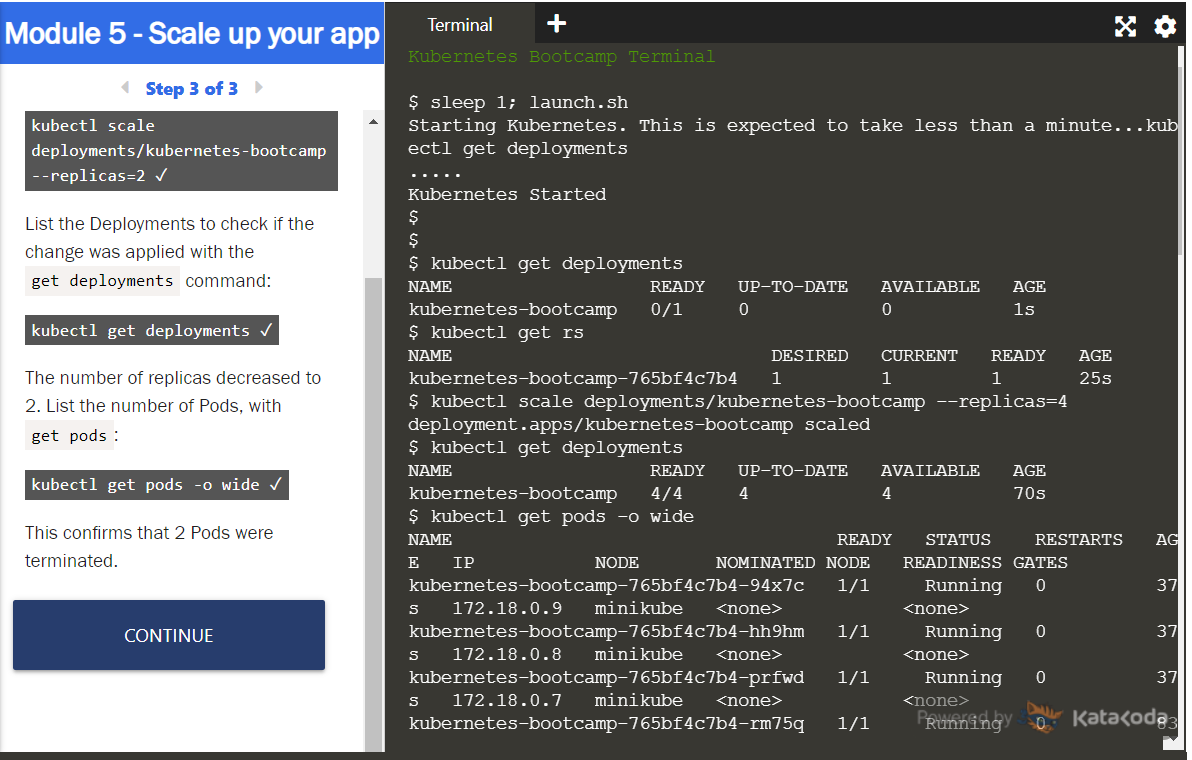 Module 5 - Scale up your app
Step 3 of 3
kubectl scale
deployments/kubernetes-bootcamp
--replicas=2 ✓
List the Deployments to check if the
change was applied with the
get deployments command:
kubectl get deployments ✓
The number of replicas decreased to
2. List the number of Pods, with
get pods:
kubectl get pods -o wide ✓
This confirms that 2 Pods were
terminated.
CONTINUE
Terminal +
Kubernetes Bootcamp Terminal
$ sleep 1; launch.sh
Starting Kubernetes. This is expected to take less than a minute...kub
ectl get deployments
.....
Kubernetes Started
$
$
$ kubectl get deployments
NAME READY UP-TO-DATE AVAILABLE AGE
kubernetes-bootcamp 0/1 0 0 1s
$ kubectl get rs
NAME DESIRED CURRENT READY AGE
kubernetes-bootcamp-765bf4c7b4 1 1 1 25s
$ kubectl scale deployments/kubernetes-bootcamp --replicas=4
deployment.apps/kubernetes-bootcamp scaled
$ kubectl get deployments
NAME READY UP-TO-DATE AVAILABLE AGE
kubernetes-bootcamp 4/4 4 4 70s
$ kubectl get pods -o wide
NAME READY STATUS RESTARTS AG
E IP NODE NOMINATED NODE READINESS GATES
kubernetes-bootcamp-765bf4c7b4-94x7c 1/1 Running 0 37
s 172.18.0.9 minikube <none> <none>
kubernetes-bootcamp-765bf4c7b4-hh9hm 1/1 Running 0 37
s 172.18.0.8 minikube <none> <none>
kubernetes-bootcamp-765bf4c7b4-prfwd 1/1 Running 0 37
s 172.18.0.7 minikube <none> <none>
kubernetes-bootcamp-765bf4c7b4-rm75q 1/1 Running 0 83
Powered by Katacoda